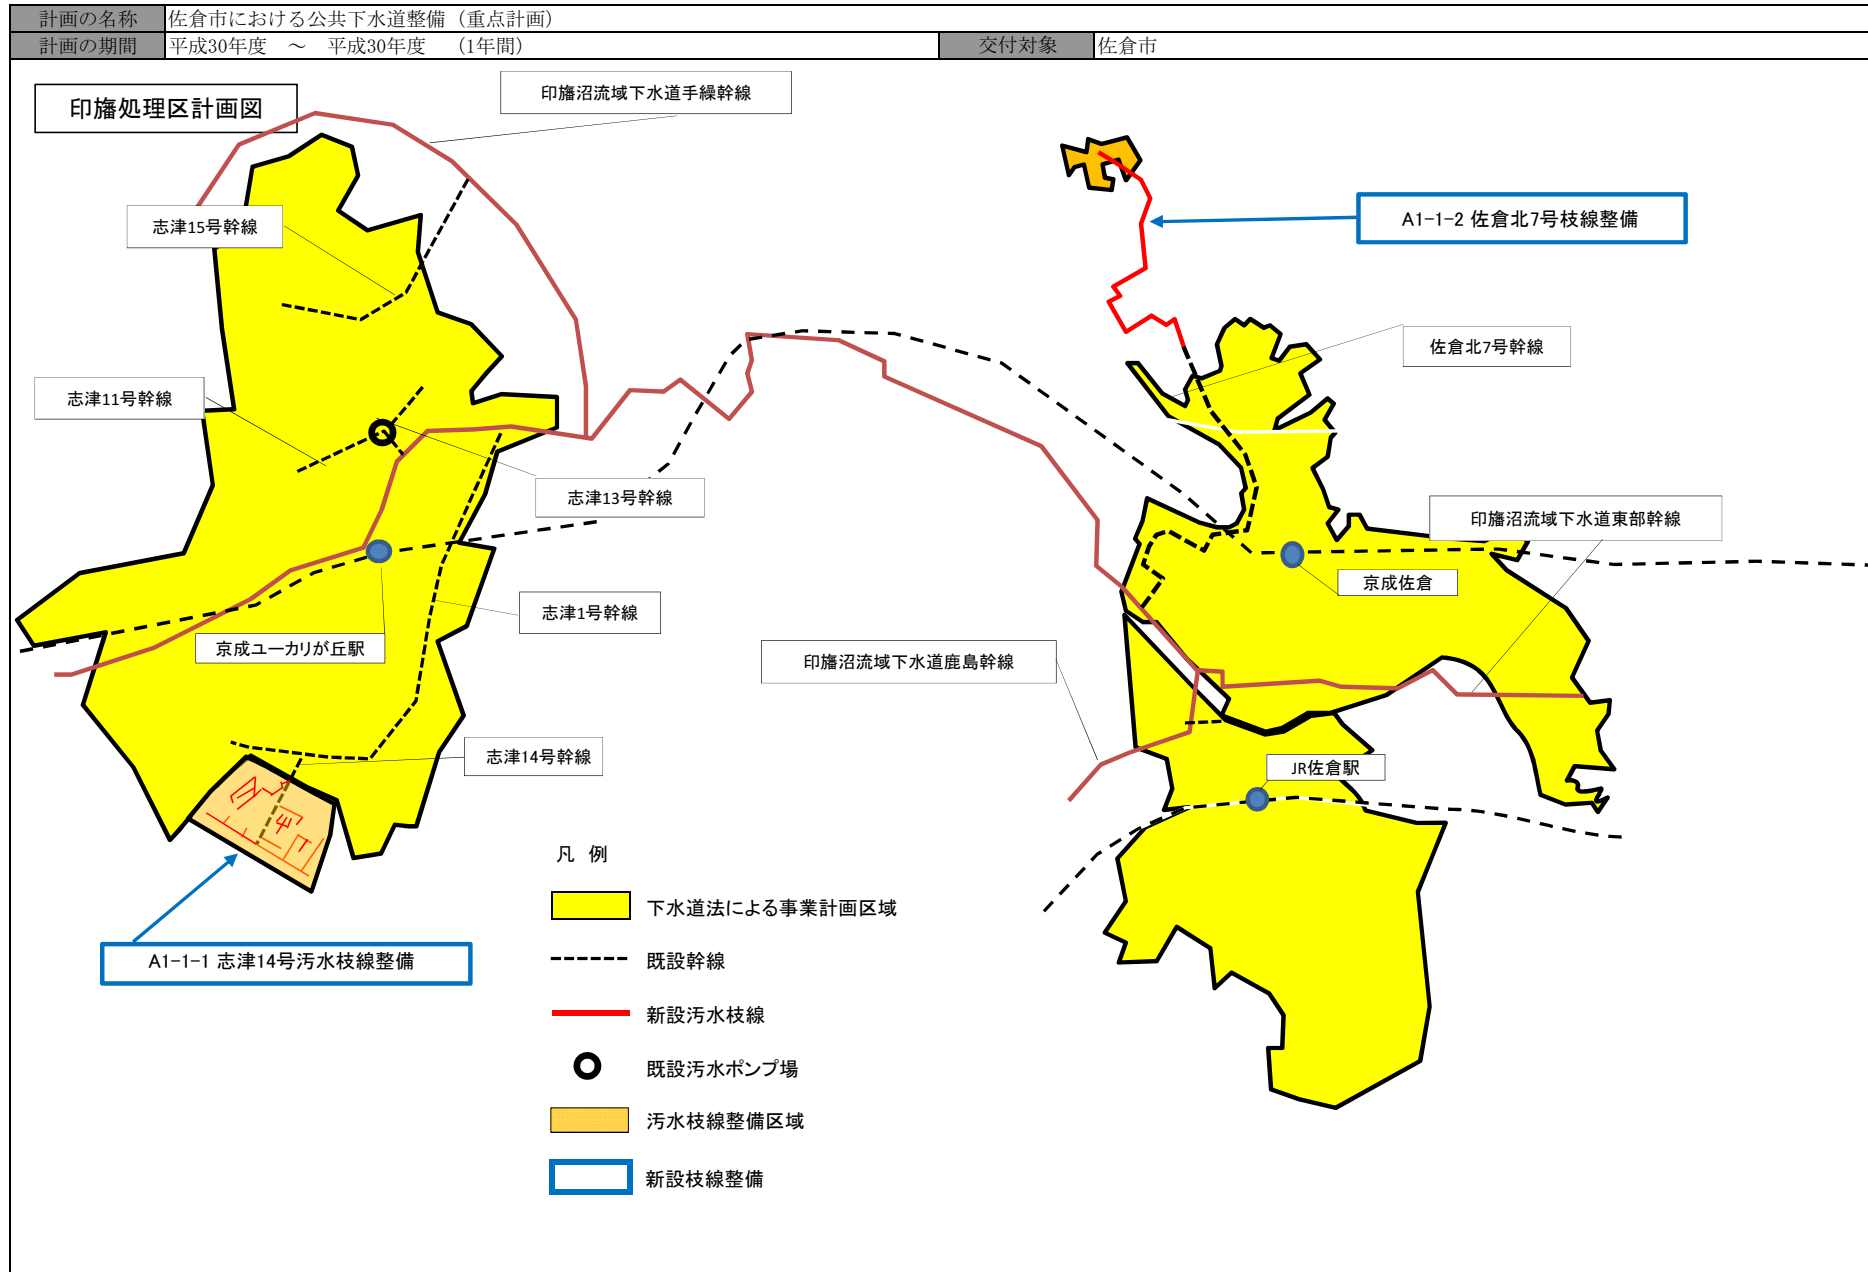 計画の名称 佐倉市における公共下水道整備（重点計画）
計画の期間 平成30年度 ～ 平成30年度 （1年間） 交付対象 佐倉市
印旛処理区計画図
印旛沼流域下水道手繰幹線
志津15号幹線
A1-1-2 佐倉北7号枝線整備
佐倉北7号幹線
志津11号幹線
志津13号幹線
印旛沼流域下水道東部幹線
京成佐倉
志津1号幹線
京成ユーカリが丘駅
印旛沼流域下水道鹿島幹線
志津14号幹線
JR佐倉駅
A1-1-1 志津14号汚水枝線整備
凡 例
下水道法による事業計画区域
既設幹線
新設汚水枝線
既設汚水ポンプ場
汚水枝線整備区域
新設枝線整備